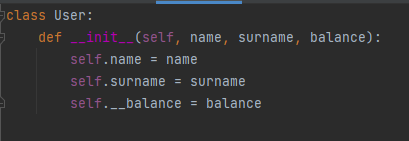 class User:
    def __init__(self, name, surname, balance):
        self.name = name
        self.surname = surname
        self.__balance = balance